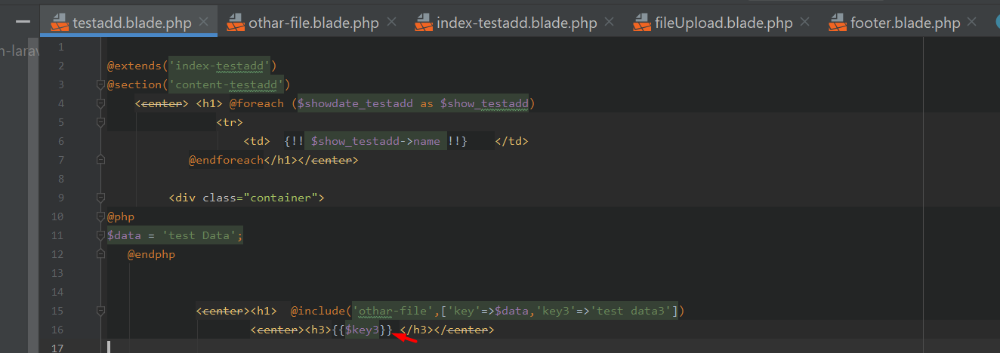 testadd.blade.php othar-file.blade.php index-testadd.blade.php fileUpload.blade.php footer.blade.php
n-larav
1
2 @extends('index-testadd')
3 @section('content-testadd')
4 <center> <h1> @foreach ($showdate_testadd as $show_testadd)
5 <tr>
6 <td> {!! $show_testadd->name !!} </td>
7 @endforeach</h1></center>
8
9 <div class="container">
10 @php
11 $data = 'test Data';
12 @endphp
13
14
15 <center><h1> @include('othar-file',['key'=>$data,'key3'=>'test data3'])
16 <center><h3>{{$key3}} </h3></center>
17